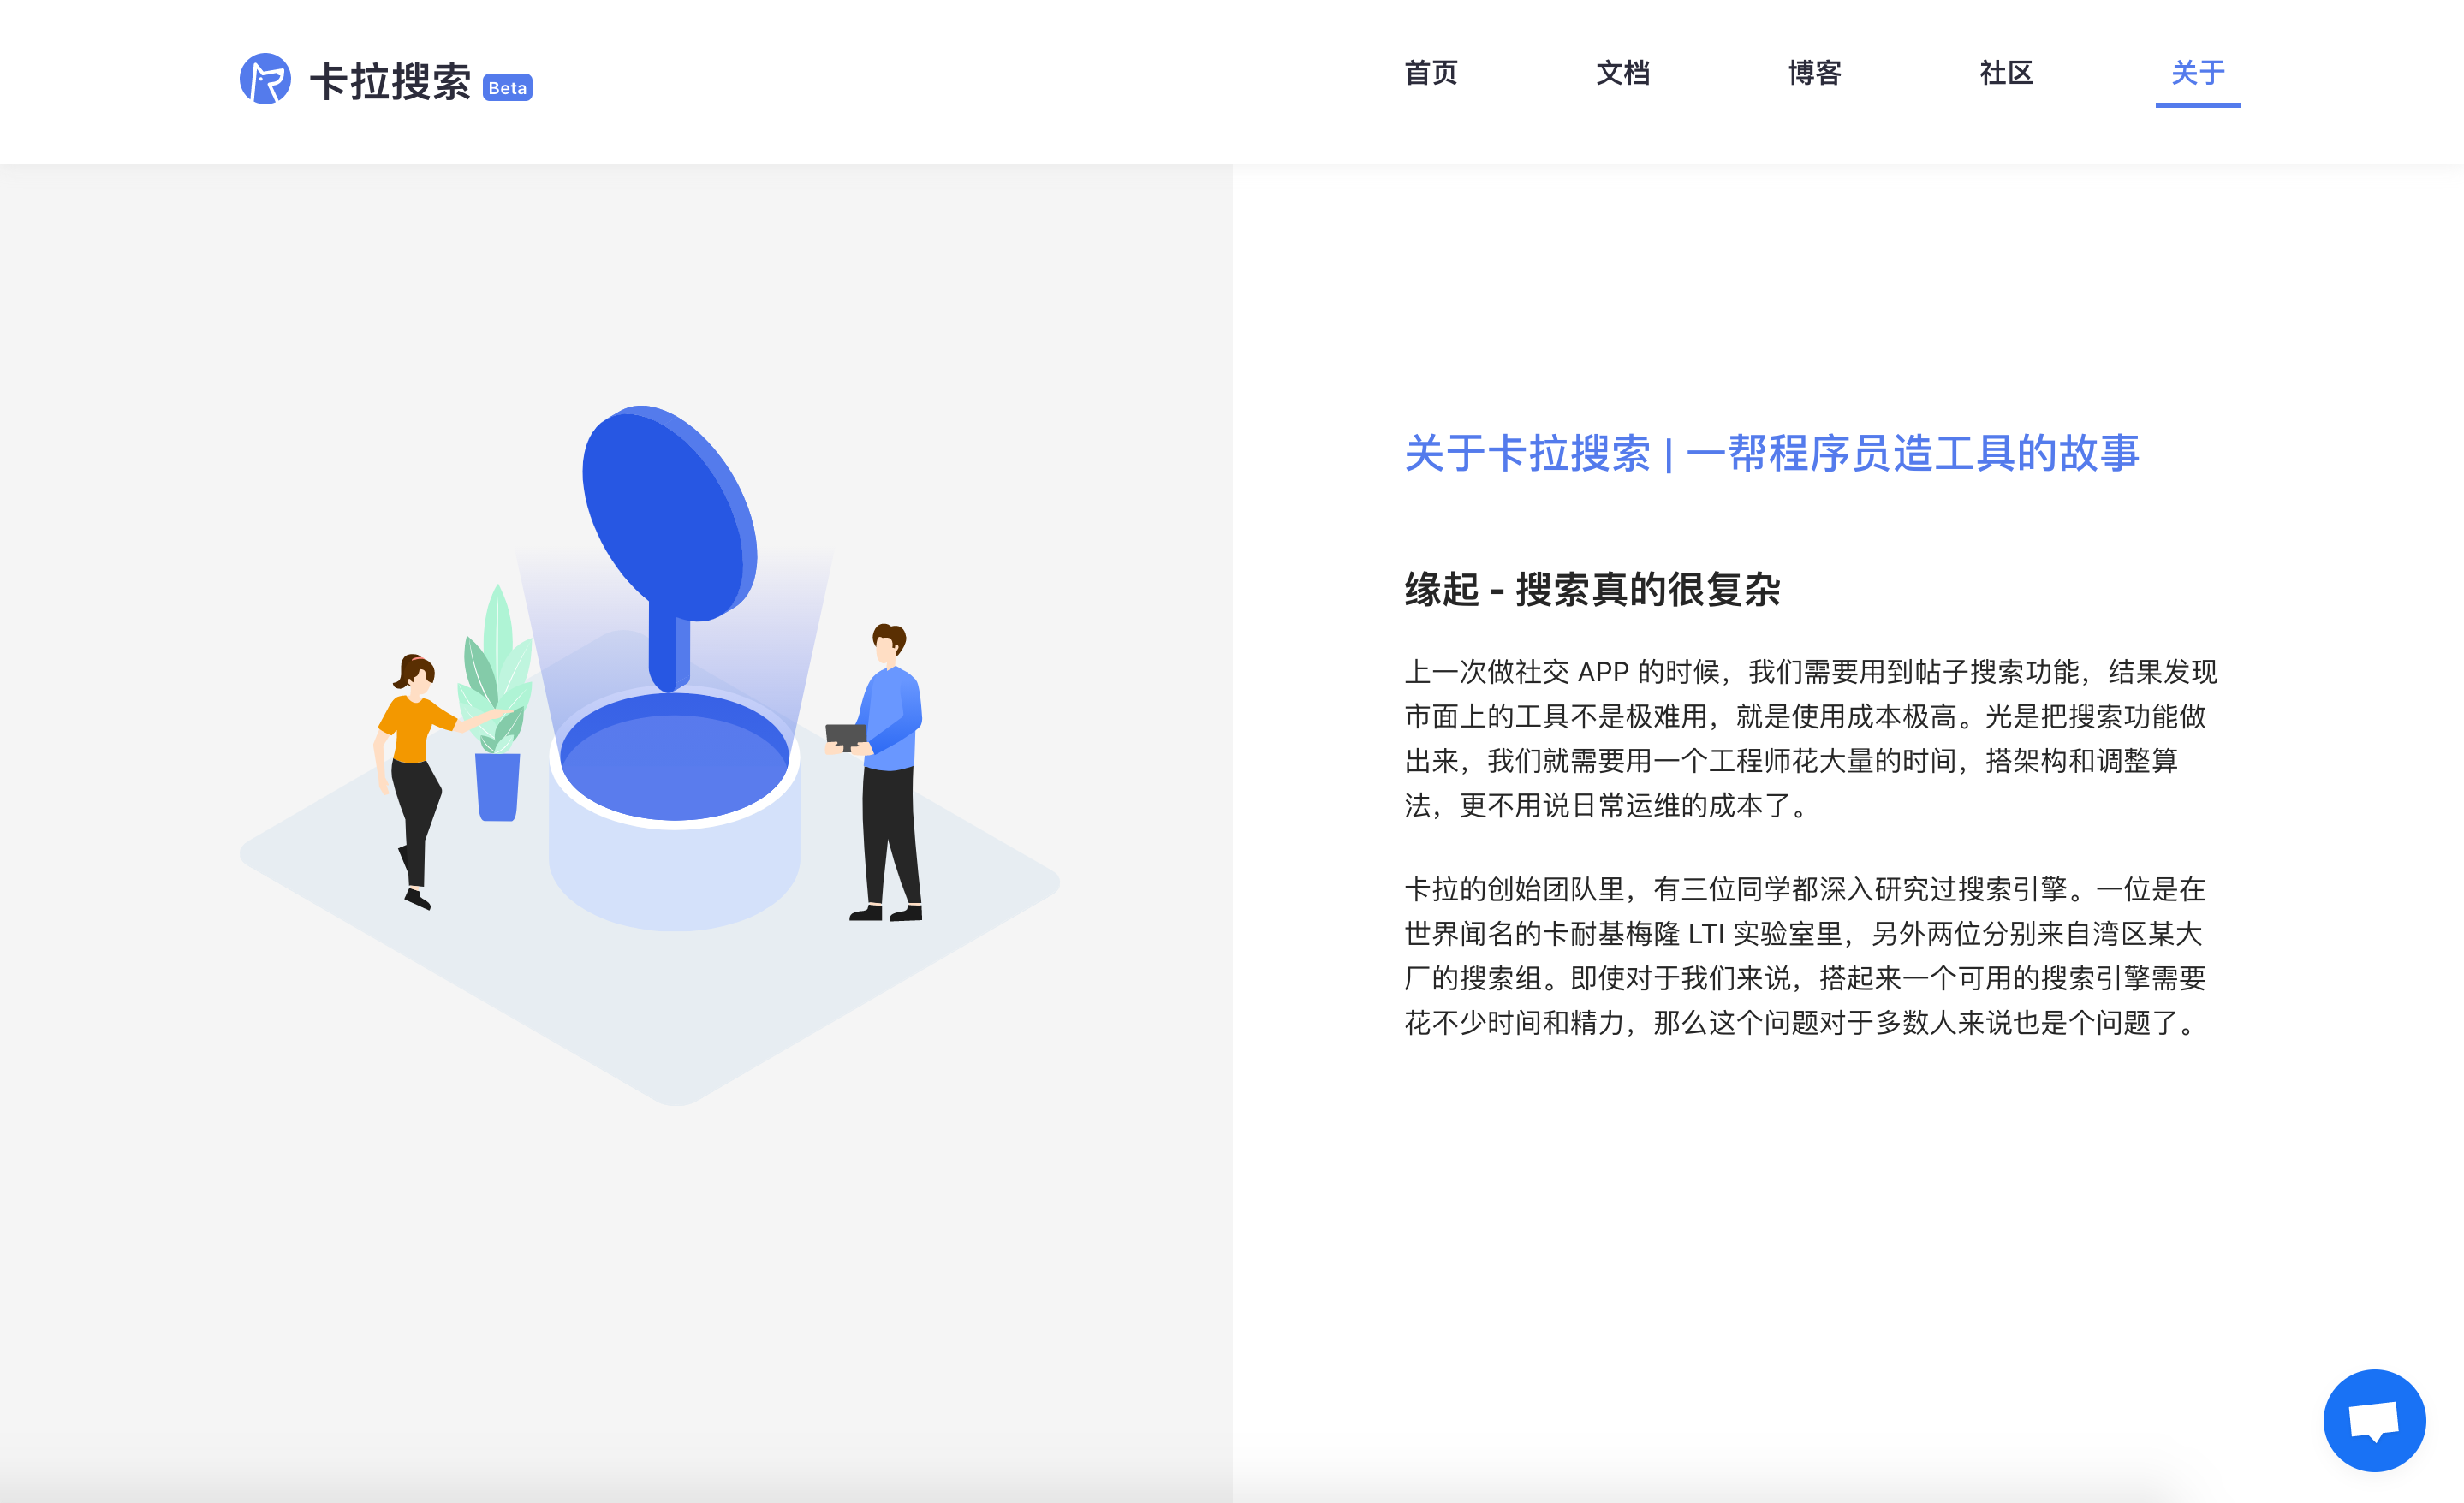 卡拉搜索 Beta
首页 文档 博客 社区 关于
关于卡拉搜索 | 一帮程序员造工具的故事
缘起 - 搜索真的很复杂
上一次做社交 APP 的时候，我们需要用到帖子搜索功能，结果发现
市面上的工具不是极难用，就是使用成本极高。光是把搜索功能做
出来，我们就需要用一个工程师花大量的时间，搭架构和调整算
法，更不用说日常运维的成本了。
卡拉的创始团队里，有三位同学都深入研究过搜索引擎。一位是在
世界闻名的卡耐基梅隆 LTI 实验室里，另外两位分别来自湾区某大
厂的搜索组。即使对于我们来说，搭起来一个可用的搜索引擎需要
花不少时间和精力，那么这个问题对于多数人来说也是个问题了。